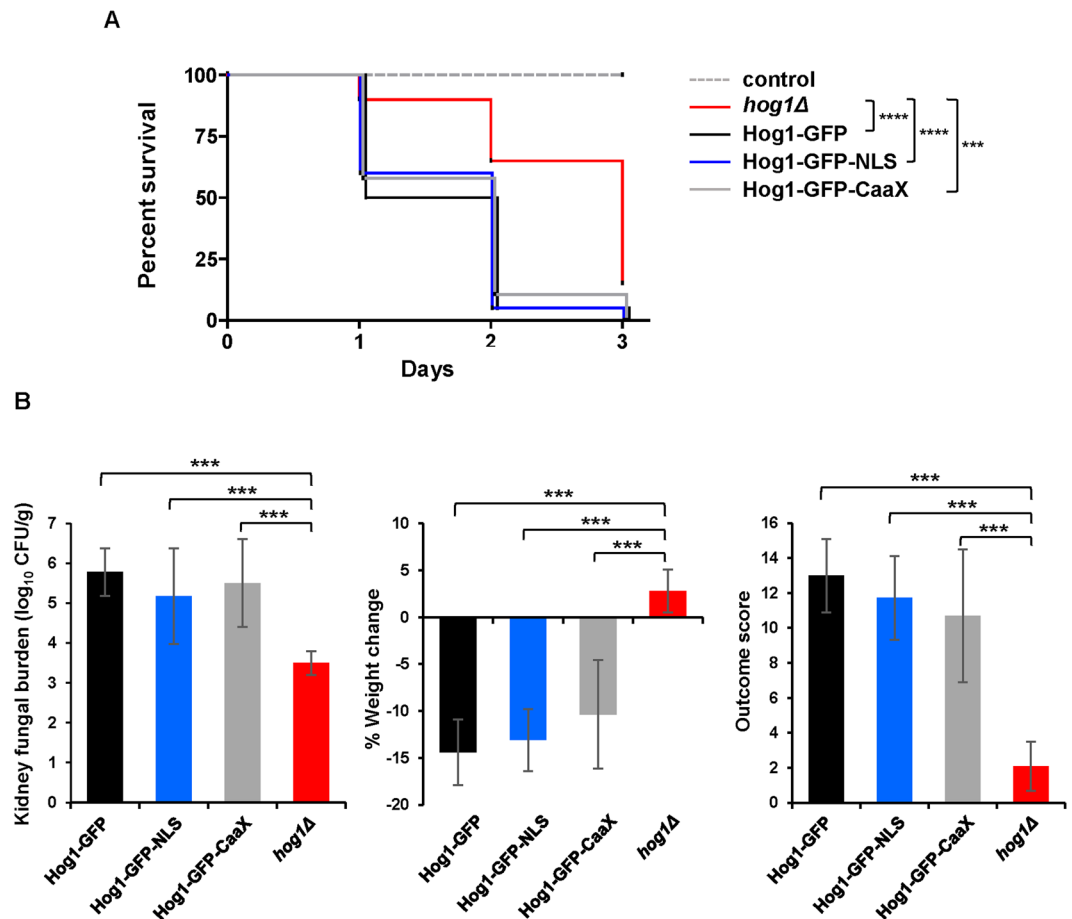 A
Percent survival
100
75
50
25
0
0 1 2 3
Days
control
hog1Δ
Hog1-GFP
Hog1-GFP-NLS
Hog1-GFP-CaaX
****
****
***
B
Kidney fungal burden (log10 CFU/g)
***
***
***
7
6
5
4
3
2
1
0
Hog1-GFP
Hog1-GFP-NLS
Hog1-GFP-CaaX
hog1Δ
% Weight change
***
***
***
10
5
0
-5
-10
-15
-20
Hog1-GFP
Hog1-GFP-NLS
Hog1-GFP-CaaX
hog1Δ
Outcome score
***
***
***
16
14
12
10
8
6
4
2
0
Hog1-GFP
Hog1-GFP-NLS
Hog1-GFP-CaaX
hog1Δ